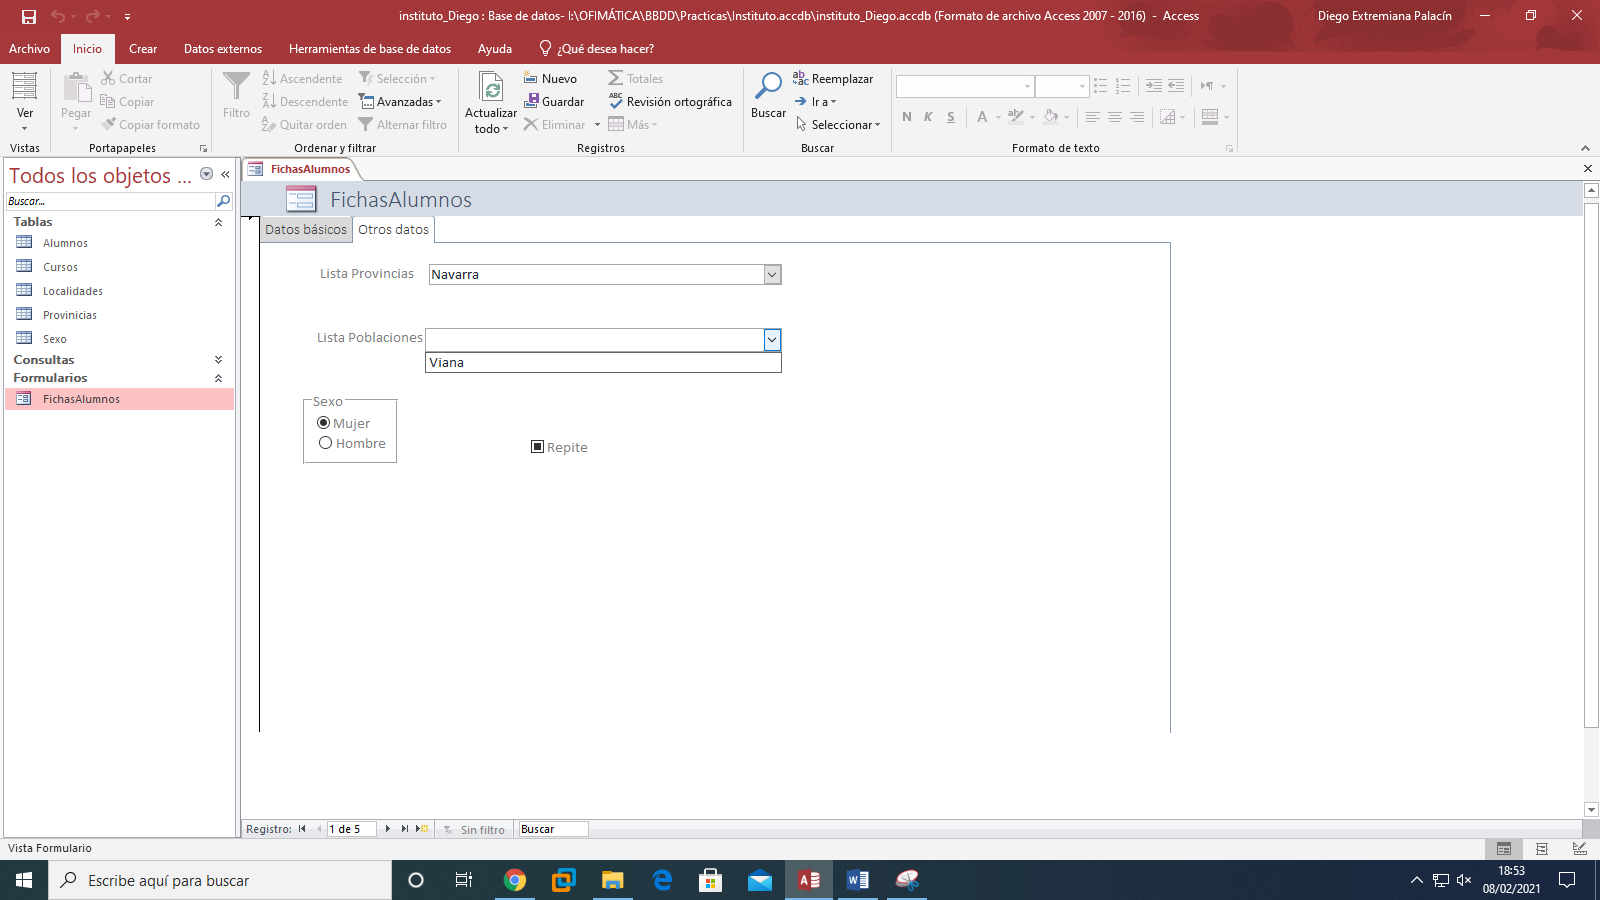 instituto_Diego : Base de datos- I:\OFIMÁTICA\BBDD\Practicas\Instituto.accdb\instituto_Diego.accdb (Formato de archivo Access 2007 - 2016) - Access
Diego Extremiana Palacín
Archivo Inicio Crear Datos externos Herramientas de base de datos Ayuda ¿Qué desea hacer?
Ver
Pegar
Cortar
Copiar
Copiar formato
Filtro
Ascendente
Descendente
Quitar orden
Selección
Avanzadas
Alternar filtro
Actualizar
todo
Nuevo
Guardar
Eliminar
Totales
Revisión ortográfica
Más
Buscar
Reemplazar
Ir a
Seleccionar
N K S A
Vistas Portapapeles Ordenar y filtrar Registros Buscar Formato de texto
Todos los objetos ...
Buscar...
Tablas
Alumnos
Cursos
Localidades
Provinicias
Sexo
Consultas
Formularios
FichasAlumnos
FichasAlumnos
FichasAlumnos
Datos básicos Otros datos
Lista Provincias Navarra
Lista Poblaciones
Viana
Sexo
Mujer
Hombre
Repite
Registro: 1 de 5 Sin filtro Buscar
Vista Formulario
Escribe aquí para buscar
18:53
08/02/2021